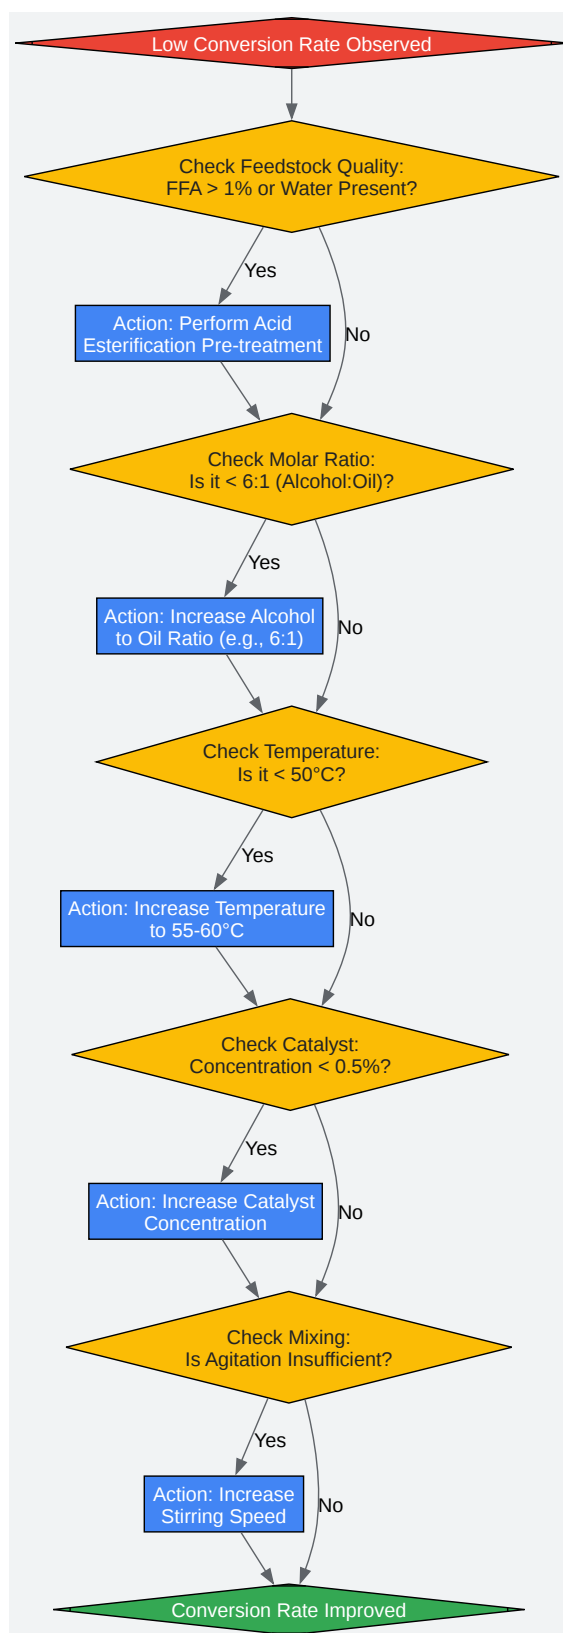 Low Conversion Rate Observed
Check Feedstock Quality:
FFA > 1% or Water Present?
Yes
Action: Perform Acid
Esterification Pre-treatment
No
Check Molar Ratio:
Is it < 6:1 (Alcohol:Oil)?
Yes
Action: Increase Alcohol
to Oil Ratio (e.g., 6:1)
No
Check Temperature:
Is it < 50°C?
Yes
Action: Increase Temperature
to 55-60°C
No
Check Catalyst:
Concentration < 0.5%?
Yes
Action: Increase Catalyst
Concentration
No
Check Mixing:
Is Agitation Insufficient?
Yes
Action: Increase
Stirring Speed
No
Conversion Rate Improved